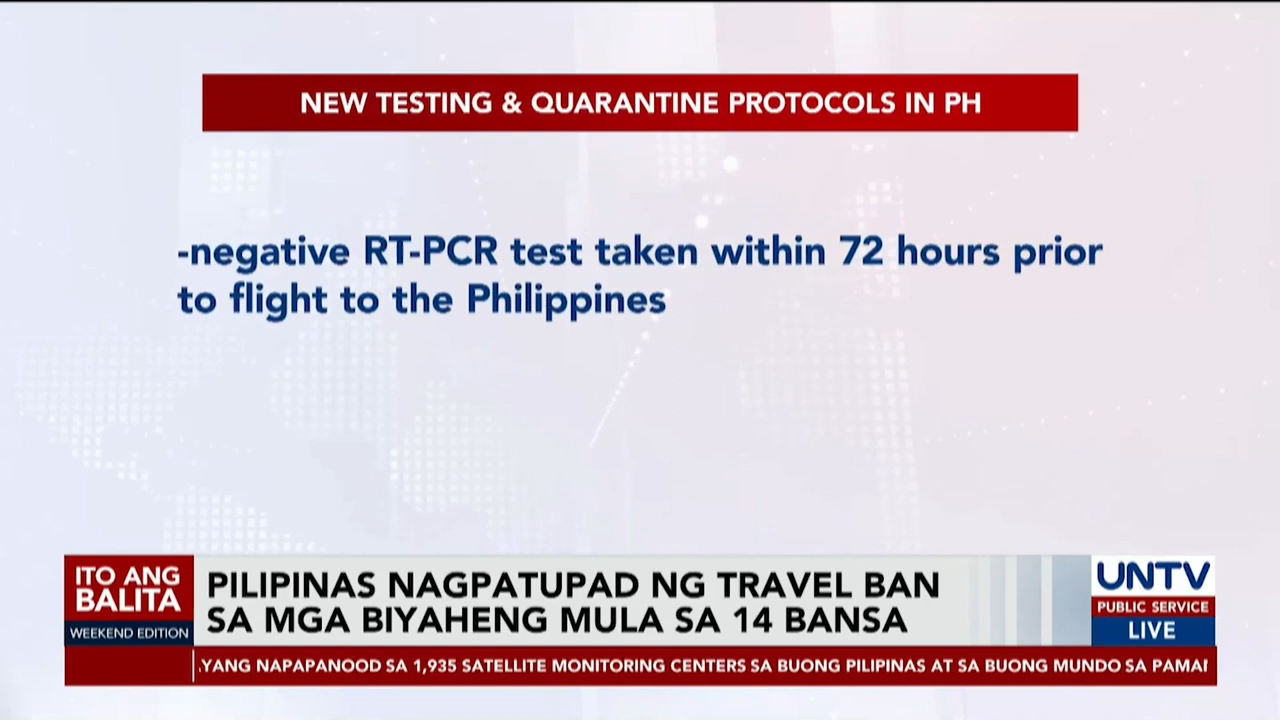 NEW TESTING & QUARANTINE PROTOCOLS IN PH
-negative RT-PCR test taken within 72 hours prior
to flight to the Philippines
ITO ANG
BALITA
WEEKEND EDITION
PILIPINAS NAGPATUPAD NG TRAVEL BAN
SA MGA BIYAHENG MULA SA 14 BANSA
UNTV
PUBLIC SERVICE
LIVE
NAPAPANOOD SA 1,935 SATELLITE MONITORING CENTERS SA BUONG PILIPINAS AT SA BUONG MUNDO SA